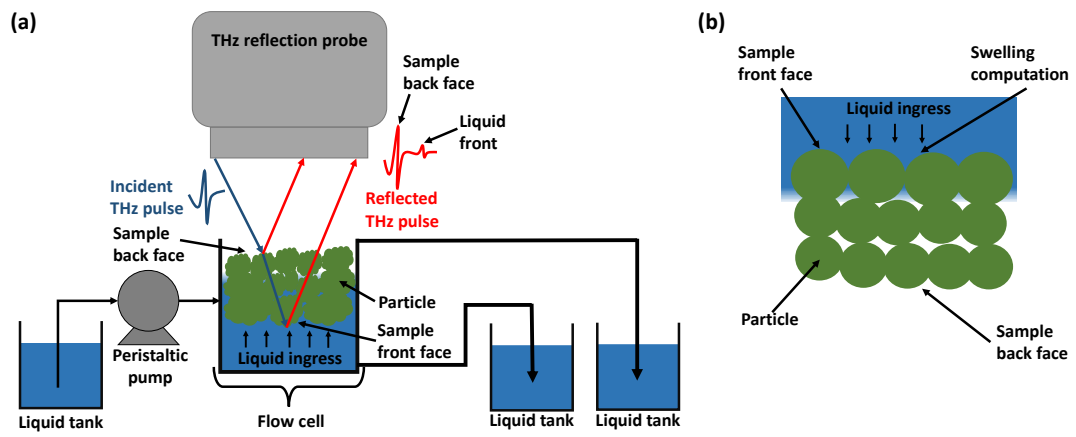 (a)
THz reflection probe
Sample
back face
Liquid
front
Incident
THz pulse
Reflected
THz pulse
Sample
back face
Particle
Sample
front face
Liquid ingress
Peristaltic
pump
Liquid tank
Flow cell
Liquid tank
Liquid tank
(b)
Sample
front face
Swelling
computation
Liquid ingress
Particle
Sample
back face